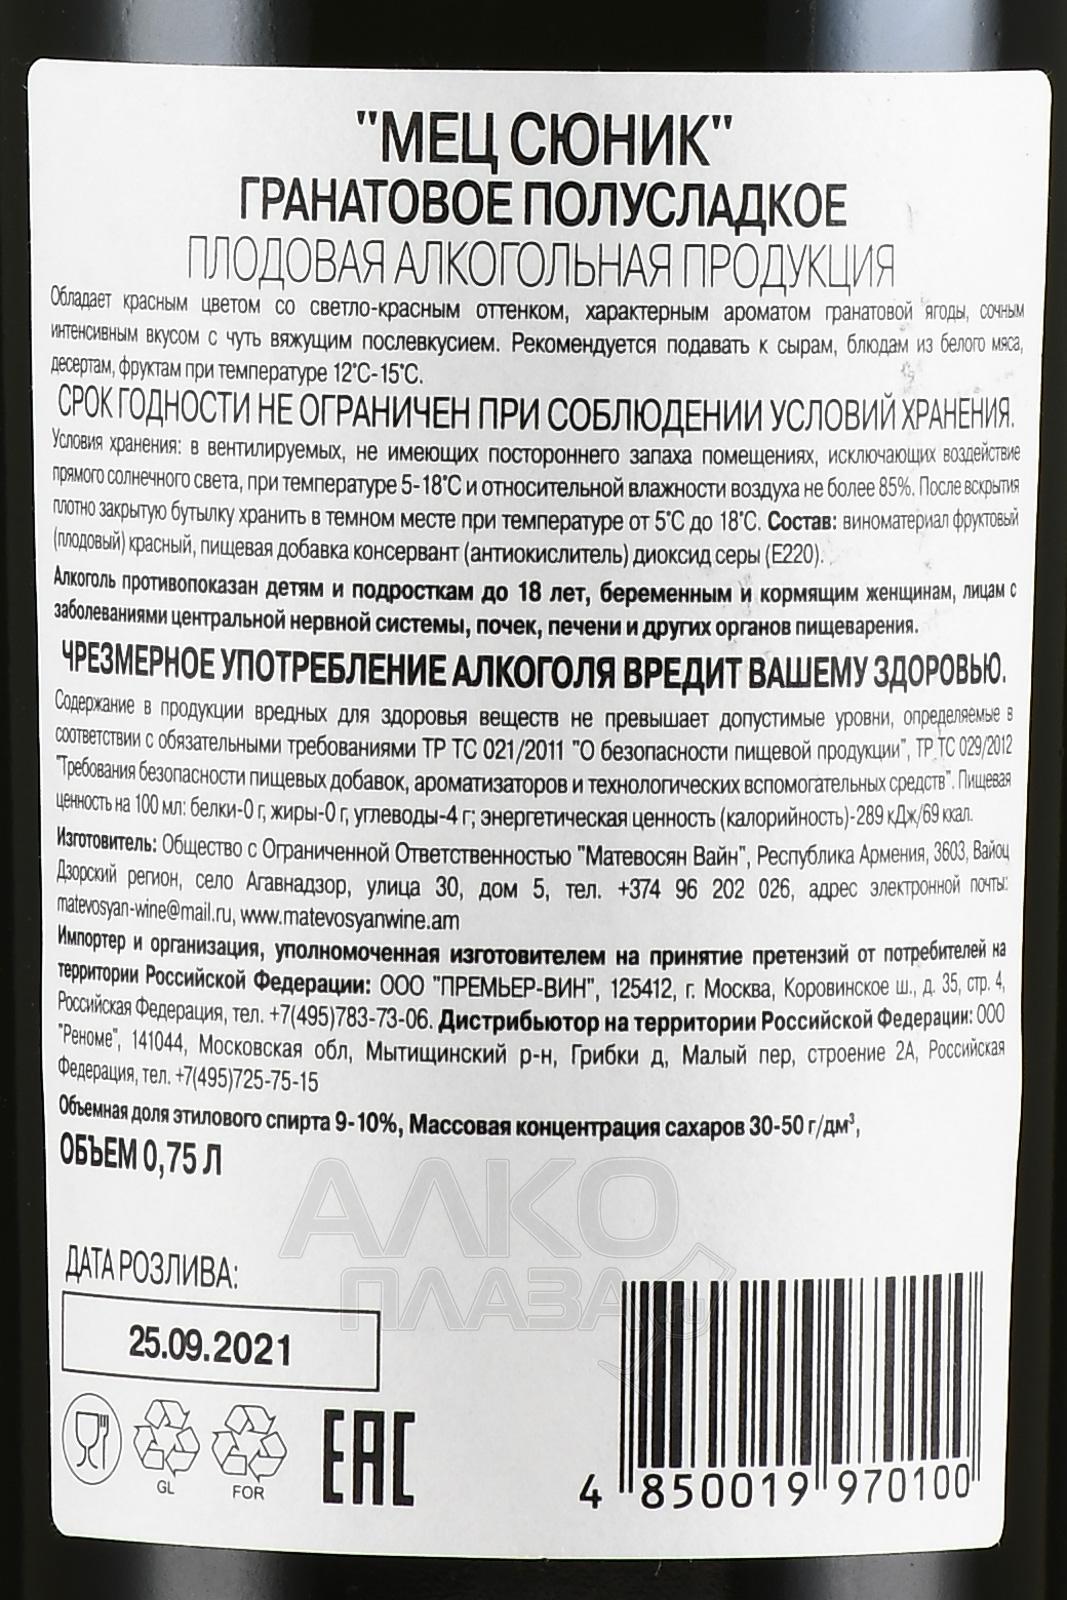 "МЕЦ СЮНИК"
ГРАНАТОВОЕ ПОЛУСЛАДКОЕ
ПЛОДОВАЯ АЛКОГОЛЬНАЯ ПРОДУКЦИЯ
Обладает красным цветом со светло-красным оттенком, характерным ароматом гранатовой ягоды, сочным
интенсивным вкусом с чуть вяжущим послевкусием. Рекомендуется подавать к сырам, блюдам из белого мяса,
десертам, фруктам при температуре 12°C-15°C.
СРОК ГОДНОСТИ НЕ ОГРАНИЧЕН ПРИ СОБЛЮДЕНИИ УСЛОВИЙ ХРАНЕНИЯ.
Условия хранения: в вентилируемых, не имеющих постороннего запаха помещениях, исключающих воздействие
прямого солнечного света, при температуре 5-18°C и относительной влажности воздуха не более 85%. После вскрытия
плотно закрытую бутылку хранить в темном месте при температуре от 5°C до 18°C. Состав: виноматериал фруктовый
(плодовый) красный, пищевая добавка консервант (антиокислитель) диоксид серы (E220).
Алкоголь противопоказан детям и подросткам до 18 лет, беременным и кормящим женщинам, лицам с
заболеваниями центральной нервной системы, почек, печени и других органов пищеварения.
ЧРЕЗМЕРНОЕ УПОТРЕБЛЕНИЕ АЛКОГОЛЯ ВРЕДИТ ВАШЕМУ ЗДОРОВЬЮ.
Содержание в продукции вредных для здоровья веществ не превышает допустимые уровни, определяемые в
соответствии с обязательными требованиями ТР ТС 021/2011 "О безопасности пищевой продукции", ТР ТС 029/2012
"Требования безопасности пищевых добавок, ароматизаторов и технологических вспомогательных средств". Пищевая
ценность на 100 мл: белки-0 г, жиры-0 г, углеводы-4 г; энергетическая ценность (калорийность)-289 кДж/69 ккал.
Изготовитель: Общество с Ограниченной Ответственностью "Матевосян Вайн", Республика Армения, 3603, Вайоц
Дзорский регион, село Агавнадзор, улица 30, дом 5, тел. +374 96 202 026, адрес электронной почты:
matevosyan-wine@mail.ru, www.matevosyanwine.am
Импортер и организация, уполномоченная изготовителем на принятие претензий от потребителей на
территории Российской Федерации: ООО "ПРЕМЬЕР-ВИН", 125412, г. Москва, Коровинское ш., д. 35, стр. 4,
Российская Федерация, тел. +7(495)783-73-06. Дистрибьютор на территории Российской Федерации: ООО
"Реноме", 141044, Московская обл, Мытищинский р-н, Грибки д, Малый пер, строение 2А, Российская
Федерация, тел. +7(495)725-75-15
Объемная доля этилового спирта 9-10%, Массовая концентрация сахаров 30-50 г/дм³,
ОБЪЕМ 0,75 Л
АЛКО
ПЛАЗА.ru
ДАТА РОЗЛИВА:
25.09.2021
GL FOR EAC
4 850019 970100